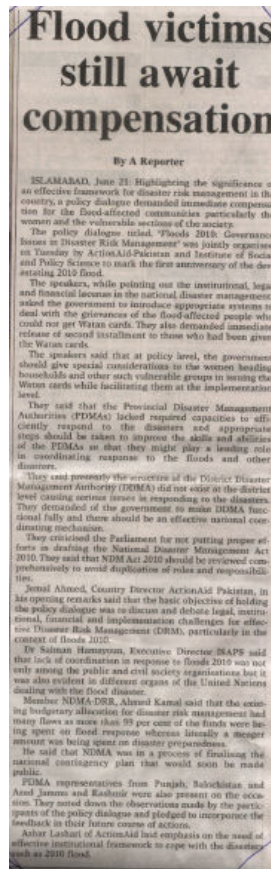 Flood victims
still await
compensation
By A Reporter
ISLAMABAD, June 21: Highlighting the significance
an effective framework for disaster risk management in
country, a policy dialogue demanded immediate
tion for the flood-affected communities particularly
women and the vulnerable sections of the society.
The policy dialogue titled, "Floods 2010: Governance
Issues in Disaster Risk Management" was jointly
on Tuesday by ActionAid-Pakistan and Institute of Social
and Policy Science to mark the first anniversary of the
astating 2010 flood.
The speakers, while pointing out the institutional, legal
and financial lacunas in the national, disaster management
asked the government to introduce appropriate systems to
deal with the grievances of the flood-affected people who
could not get Watan cards. They also demanded immediate
release of second installment to those who had been given
the Watan cards.
The speakers said that at policy level, the government
should give special considerations to the women heading
households and other such vulnerable groups in issuing the
Watan cards while facilitating them at the implementation
level.
They said that the Provincial Disaster Management
Authorities (PDMAs) lacked required capacities to
ciently respond to the disasters and appropriate
steps should be taken to improve the skills and abilities
of the PDMAs so that they might play a leading role
in coordinating response to the floods and other
disasters.
They said presently the structure of the District Disaster
Management Authority (DDMA) did not exist at the district
level causing serious issues in responding to the disasters.
They demanded of the government to make DDMA func-
tional fully and there should be an effective national coor-
dinating mechanism.
They criticised the Parliament for not putting proper ef-
forts in drafting the National Disaster Management Act
2010. They said that NDM Act 2010 should be reviewed com-
prehensively to avoid duplication of roles and responsibili-
ties.
Jemal Ahmed, Country Director ActionAid Pakistan, in
his opening remarks said that the basic objective of holding
the policy dialogue was to discuss and debate legal, institu-
tional, financial and implementation challenges for effec-
tive Disaster Risk Management (DRM), particularly in the
context of floods 2010.
Dr Salman Humayun, Executive Director ISAPS said
that lack of coordination in response to floods 2010 was not
only among the public and civil society organisations but it
was also evident in different organs of the United Nations
dealing with the flood disaster.
Member NDMA-DRR, Ahmed Kamal said that the exist-
ing budgetary allocation for disaster risk management had
many flaws as more than 99 per cent of the funds were be-
ing spent on flood response whereas literally a meager
amount was being spent on disaster preparedness.
He said that NDMA was in a process of finalising the
national contingency plan that would soon be made
public.
PDMA representatives from Punjab, Balochistan and
Azad Jammu and Kashmir were also present on the occa-
sion. They noted down the observations made by the partic-
ipants of the policy dialogue and pledged to incorporate the
feedback in their future course of actions.
Azhar Lashari of ActionAid laid emphasis on the need of
effective institutional framework to cope with the disasters
such as 2010 flood.